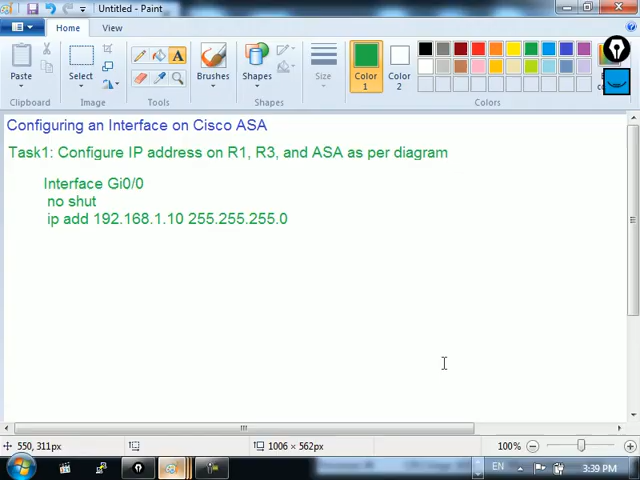 Untitled - Paint
Home View
Paste
Select
Brushes
Shapes
Size
Color 1
Color 2
Clipboard Image Tools Shapes Colors
Configuring an Interface on Cisco ASA
Task1: Configure IP address on R1, R3, and ASA as per diagram
Interface Gi0/0
no shut
ip add 192.168.1.10 255.255.255.0
550, 311px
1006 × 562px
100%
EN
3:39 PM